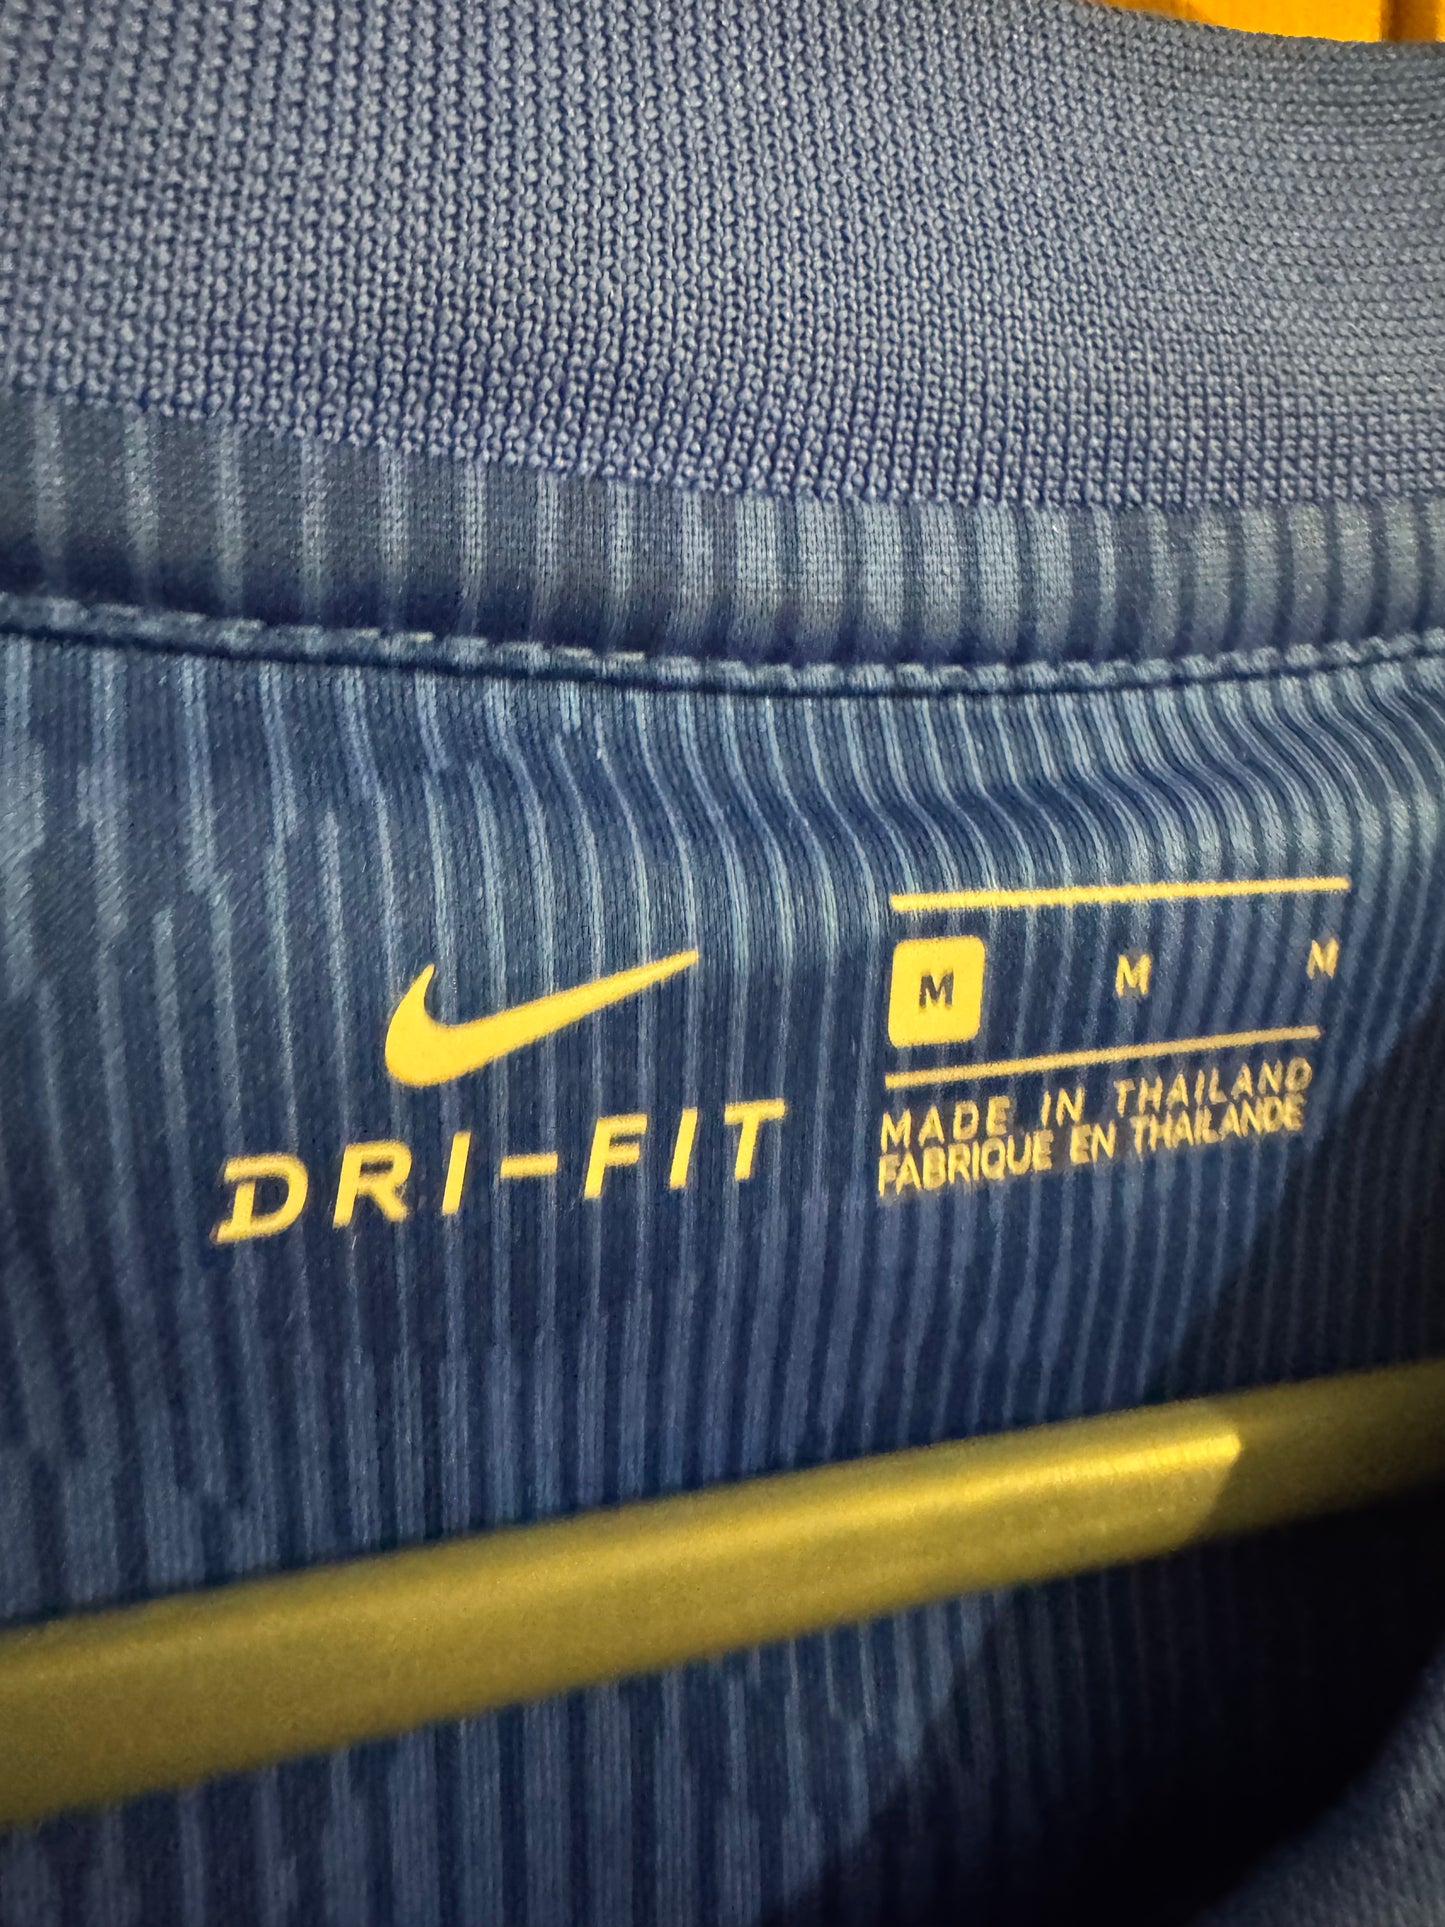 DRI-FIT
M M M
MADE IN THAILAND
FABRIQUE EN THAILANDE